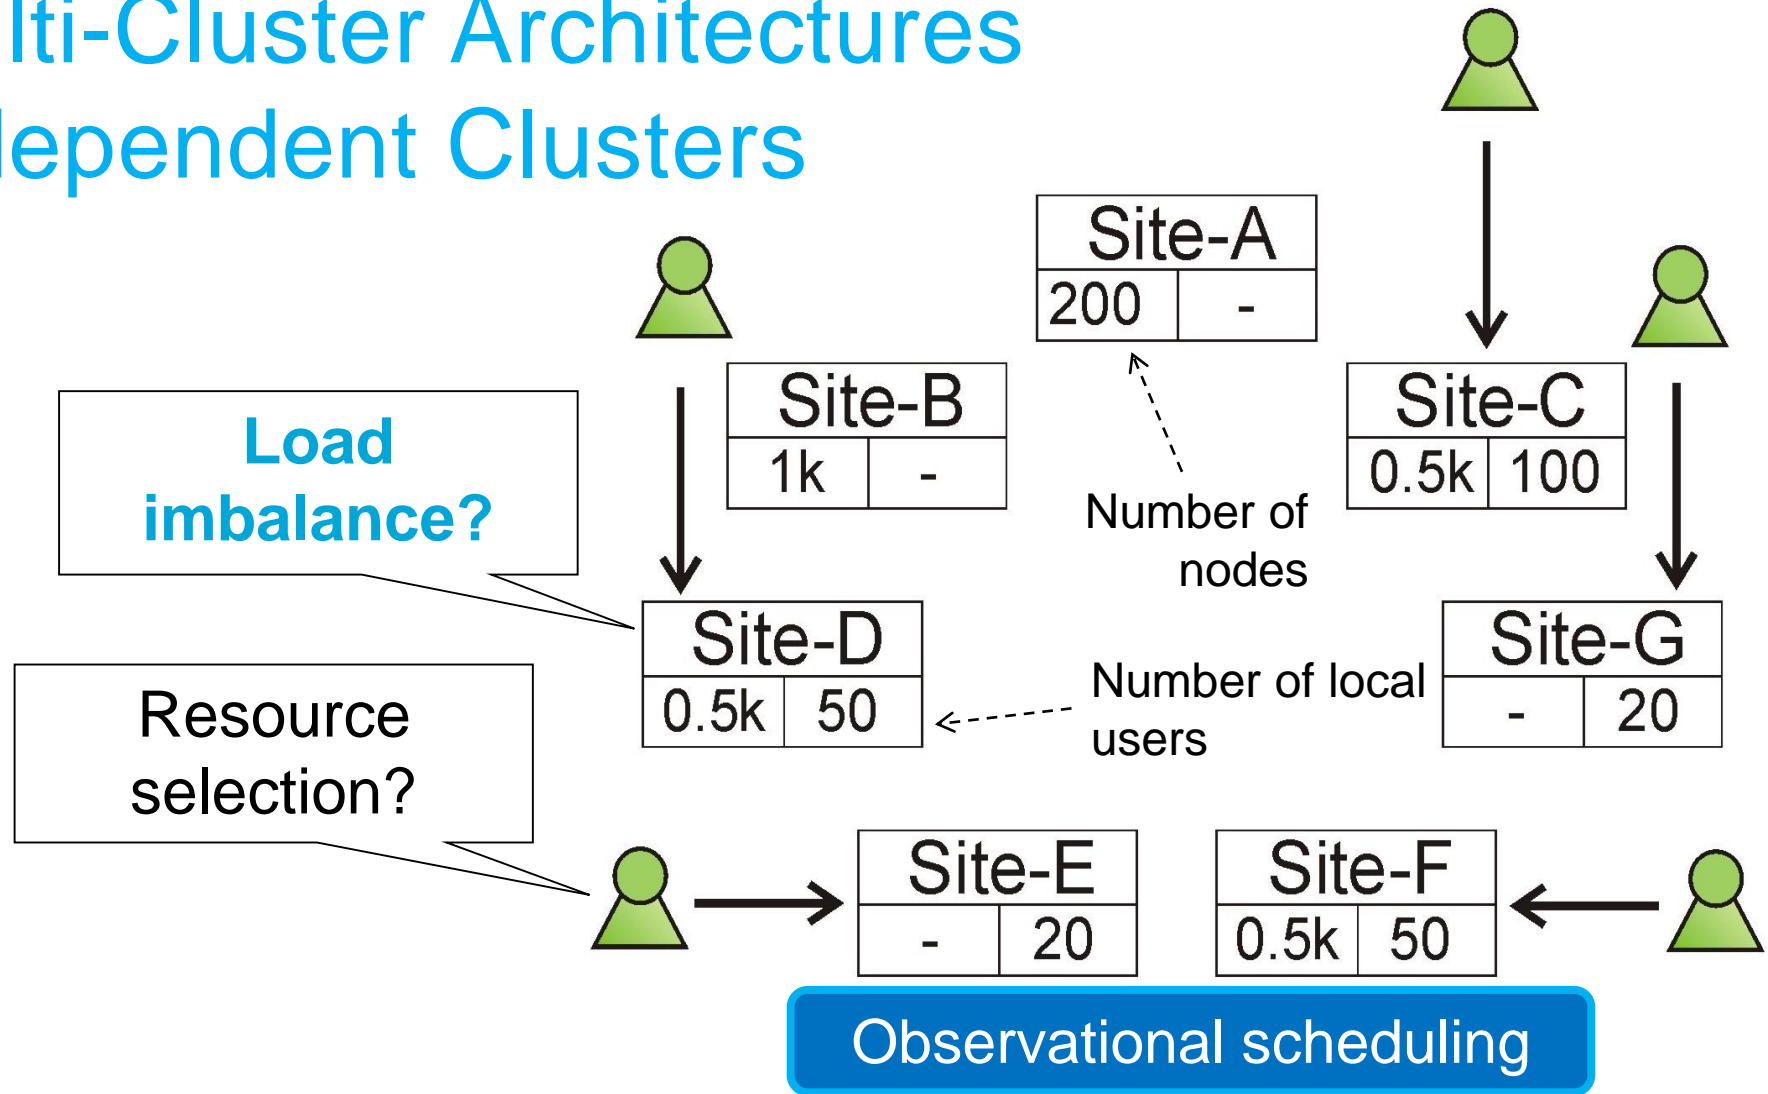 lti-Cluster Architectures
dependent Clusters
Site-A
200 -
Site-B
1k -
Site-C
0.5k 100
Load
imbalance?
Number of
nodes
Site-D
0.5k 50
Number of local
users
Site-G
- 20
Resource
selection?
Site-E
- 20
Site-F
0.5k 50
Observational scheduling